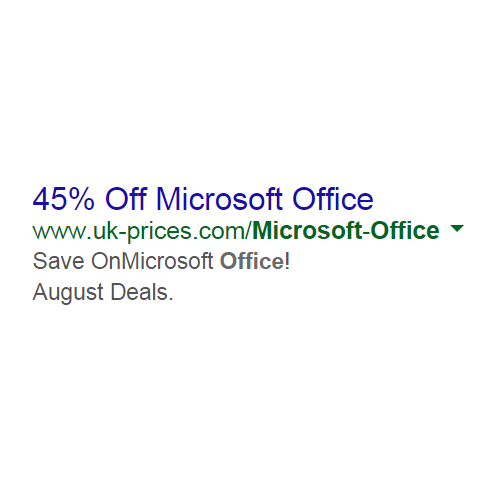 45% Off Microsoft Office
www.uk-prices.com/Microsoft-Office
Save OnMicrosoft Office!
August Deals.